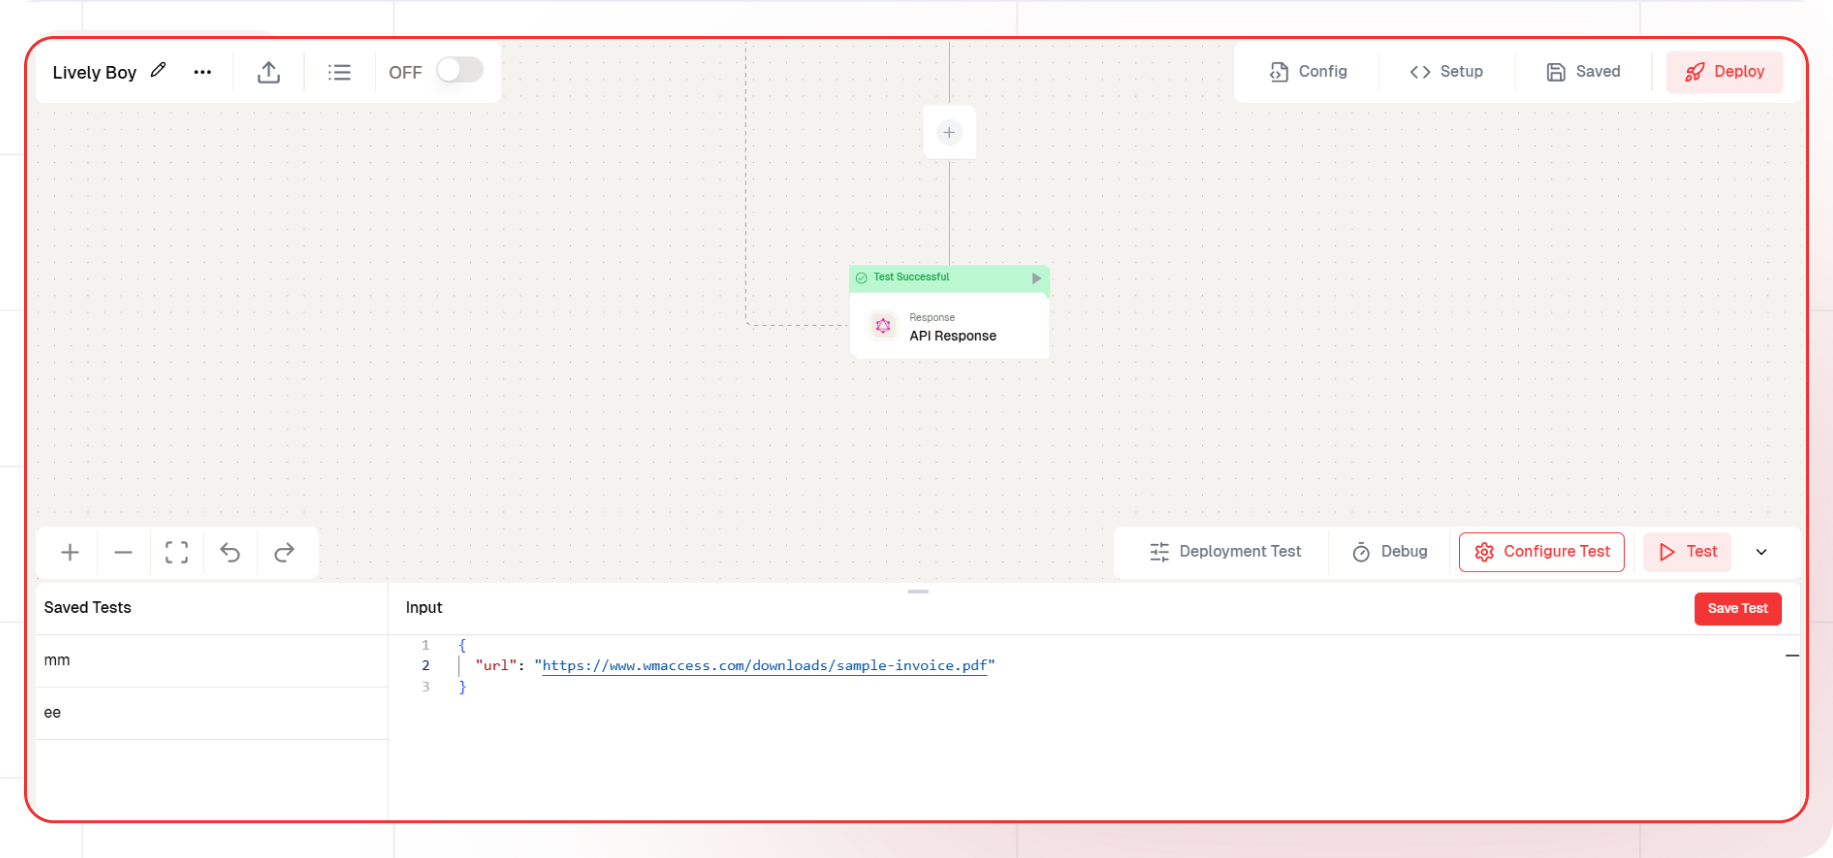 Lively Boy
OFF
Config
Setup
Saved
Deploy
Test Successful
Response
API Response
Deployment Test
Debug
Configure Test
Test
Saved Tests
mm
ee
Input
Save Test
1 {
2 "url": "https://www.wmaccess.com/downloads/sample-invoice.pdf"
3 }